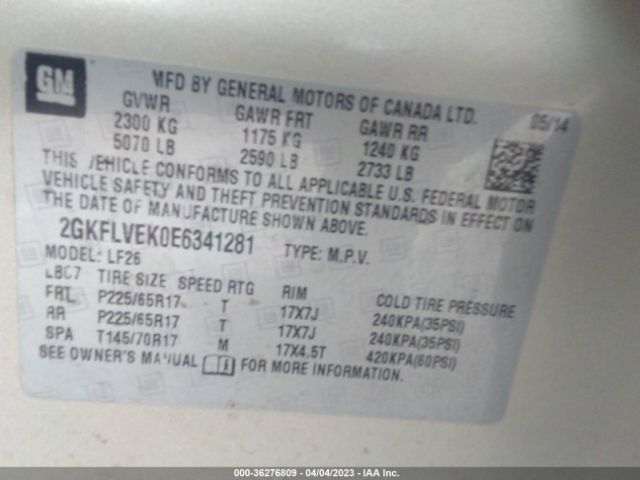 GM
MFD BY GENERAL MOTORS OF CANADA LTD. 05/14
GVWR GAWR FRT GAWR RR
2300 KG 1175 KG 1240 KG
5070 LB 2590 LB 2733 LB
THIS VEHICLE CONFORMS TO ALL APPLICABLE U.S. FEDERAL MOTOR
VEHICLE SAFETY AND THEFT PREVENTION STANDARDS IN EFFECT ON
THE DATE OF MANUFACTURE SHOWN ABOVE.
2GKFLVEK0E6341281 TYPE: M.P.V.
MODEL: LF26
LBC7 TIRE SIZE SPEED RTG RIM COLD TIRE PRESSURE
FRT P225/65R17 T 17X7J 240KPA(35PSI)
RR P225/65R17 T 17X7J 240KPA(35PSI)
SPA T145/70R17 M 17X4.5T 420KPA(60PSI)
SEE OWNER'S MANUAL FOR MORE INFORMATION.
000-36276809 - 04/04/2023 - IAA Inc.